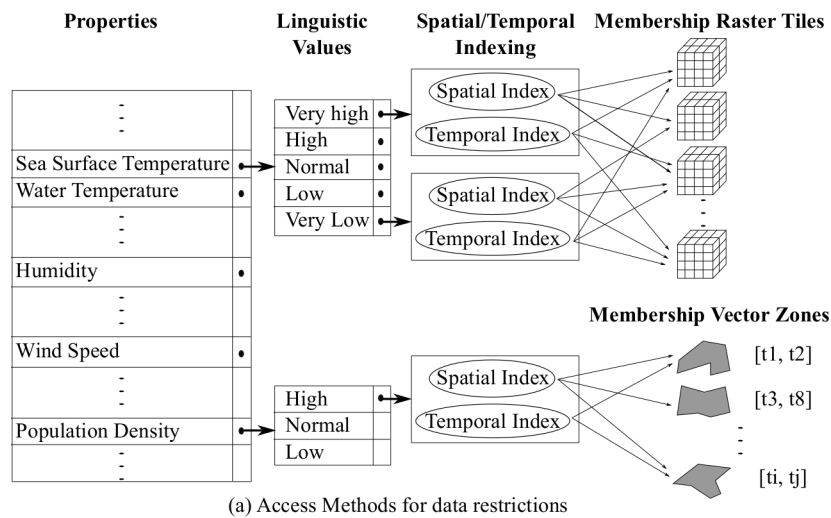 Properties
Linguistic
Values
Spatial/Temporal
Indexing
Membership Raster Tiles
Sea Surface Temperature
Water Temperature
Humidity
Wind Speed
Population Density
Very high
High
Normal
Low
Very Low
Spatial Index
Temporal Index
Spatial Index
Temporal Index
Membership Vector Zones
High
Normal
Low
Spatial Index
Temporal Index
[t1, t2]
[t3, t8]
[ti, tj]
(a) Access Methods for data restrictions